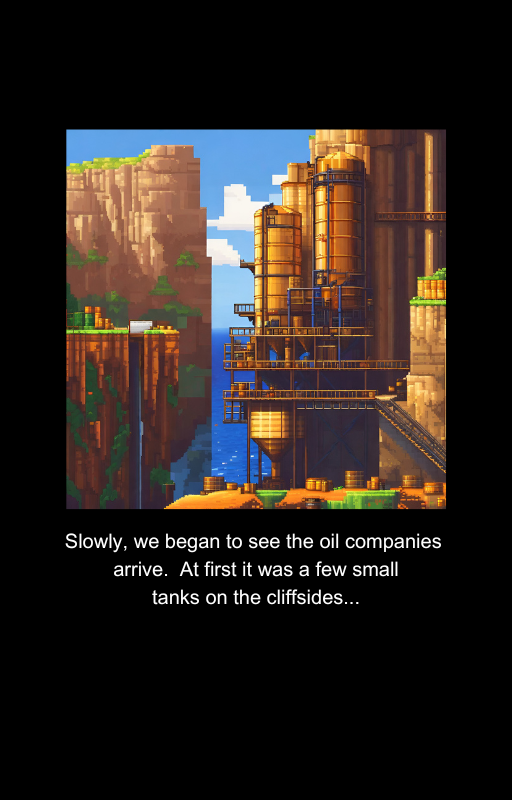 Slowly, we began to see the oil companies
arrive.  At first it was a few small
tanks on the cliffsides...